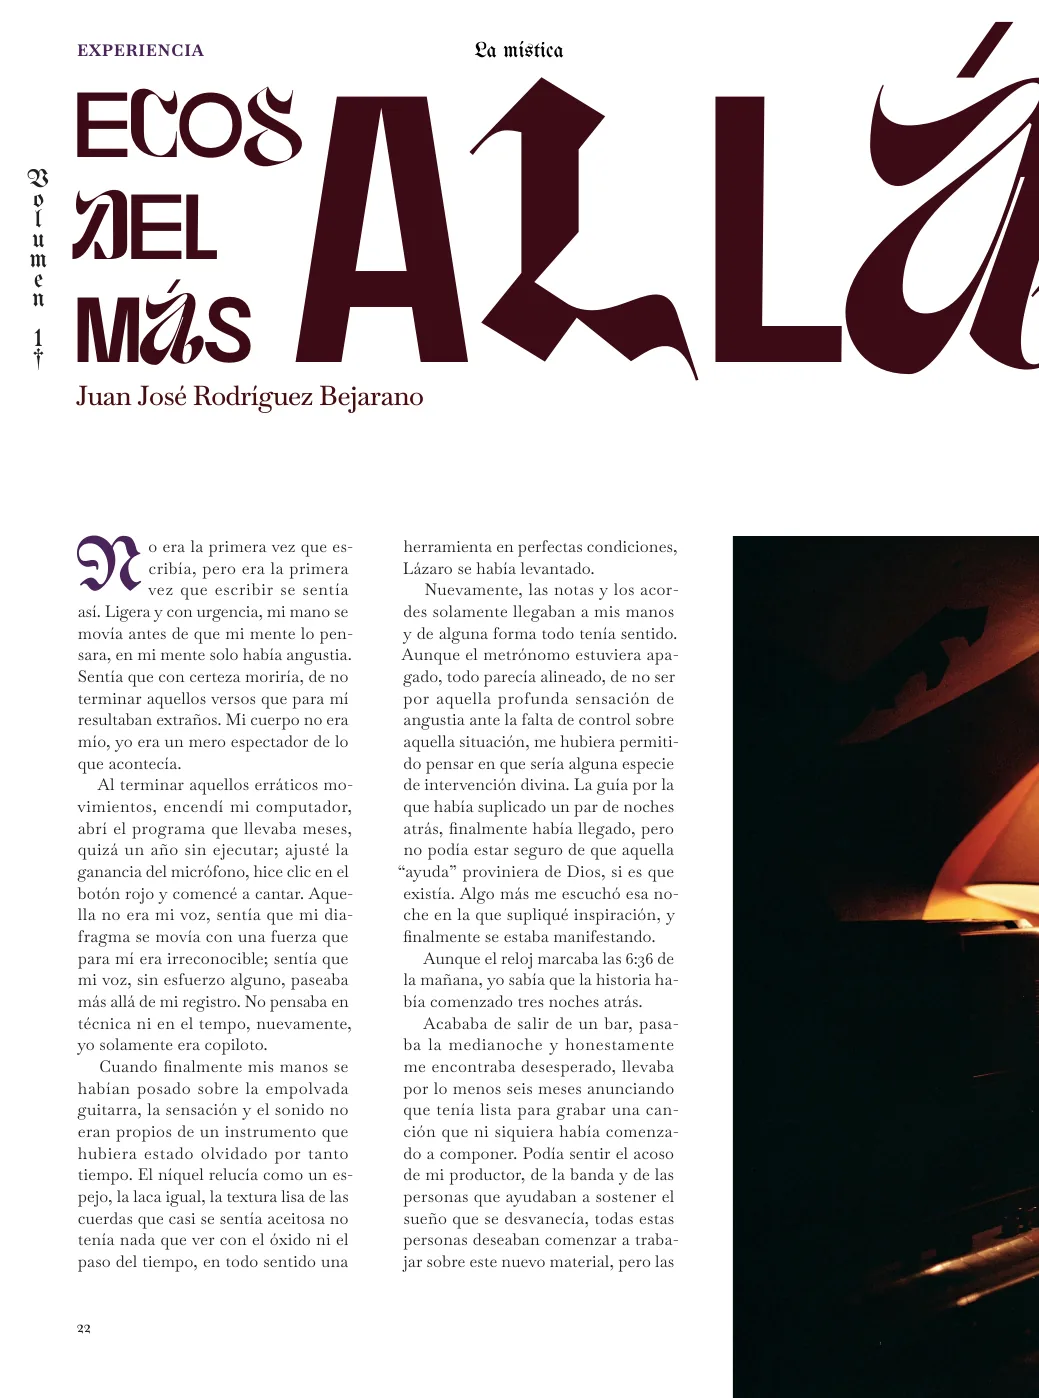 EXPERIENCIA
La mística
Volumen 1†
ECOS
DEL
MáS
ALLá
Juan José Rodríguez Bejarano
No era la primera vez que es-
cribía, pero era la primera
vez que escribir se sentía
así. Ligera y con urgencia, mi mano se
movía antes de que mi mente lo pen-
sara, en mi mente solo había angustia.
Sentía que con certeza moriría, de no
terminar aquellos versos que para mí
resultaban extraños. Mi cuerpo no era
mío, yo era un mero espectador de lo
que acontecía.
Al terminar aquellos erráticos mo-
vimientos, encendí mi computador,
abrí el programa que llevaba meses,
quizá un año sin ejecutar; ajusté la
ganancia del micrófono, hice clic en el
botón rojo y comencé a cantar. Aque-
lla no era mi voz, sentía que mi dia-
fragma se movía con una fuerza que
para mí era irreconocible; sentía que
mi voz, sin esfuerzo alguno, paseaba
más allá de mi registro. No pensaba en
técnica ni en el tempo, nuevamente,
yo solamente era copiloto.
Cuando finalmente mis manos se
habían posado sobre la empolvada
guitarra, la sensación y el sonido no
eran propios de un instrumento que
hubiera estado olvidado por tanto
tiempo. El níquel relucía como un es-
pejo, la laca igual, la textura lisa de las
cuerdas que casi se sentía aceitosa no
tenía nada que ver con el óxido ni el
paso del tiempo, en todo sentido una
herramienta en perfectas condiciones,
Lázaro se había levantado.
Nuevamente, las notas y los acor-
des solamente llegaban a mis manos
y de alguna forma todo tenía sentido.
Aunque el metrónomo estuviera apa-
gado, todo parecía alineado, de no ser
por aquella profunda sensación de
angustia ante la falta de control sobre
aquella situación, me hubiera permiti-
do pensar en que sería alguna especie
de intervención divina. La guía por la
que había suplicado un par de noches
atrás, finalmente había llegado, pero
no podía estar seguro de que aquella
“ayuda” proviniera de Dios, si es que
existía. Algo más me escuchó esa no-
che en la que supliqué inspiración, y
finalmente se estaba manifestando.
Aunque el reloj marcaba las 6:36 de
la mañana, yo sabía que la historia ha-
bía comenzado tres noches atrás.
Acababa de salir de un bar, pasa-
ba la medianoche y honestamente
me encontraba desesperado, llevaba
por lo menos seis meses anunciando
que tenía lista para grabar una can-
ción que ni siquiera había comenza-
do a componer. Podía sentir el acoso
de mi productor, de la banda y de las
personas que ayudaban a sostener el
sueño que se desvanecía, todas estas
personas deseaban comenzar a traba-
jar sobre este nuevo material, pero las
22